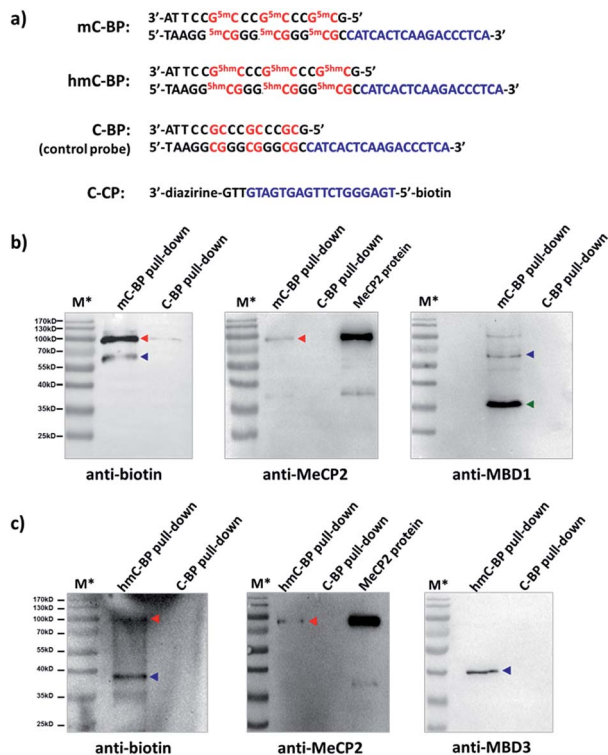 a)
mC-BP:
3'-ATTCCG5mCCCG5mCCCG5mCG-5'
5'-TAAGG5mCGGG5mCGGG5mCGCCATCACTCAAGACCCTCA-3'
hmC-BP:
3'-ATTCCG5hmCCCG5hmCCCG5hmCG-5'
5'-TAAGG5hmCGGG5hmCGGG5hmCGCCATCACTCAAGACCCTCA-3'
C-BP:
(control probe)
3'-ATTCCGCCCGCCCGCG-5'
5'-TAAGGCGGGCGGGCGCCATCACTCAAGACCCTCA-3'
C-CP:
3'-diazirine-GTTGTAGTGAGTTCTGGGAGT-5'-biotin
b)
M* mC-BP pull-down C-BP pull-down
M* mC-BP pull-down C-BP pull-down MeCP2 protein
M* mC-BP pull-down C-BP pull-down
170kD
130kD
100kD
70kD
55kD
40kD
35kD
25kD
anti-biotin anti-MeCP2 anti-MBD1
c)
M* hmC-BP pull-down C-BP pull-down
M* hmC-BP pull-down C-BP pull-down MeCP2 protein
M* hmC-BP pull-down C-BP pull-down
170kD
130kD
100kD
70kD
55kD
40kD
35kD
25kD
anti-biotin anti-MeCP2 anti-MBD3